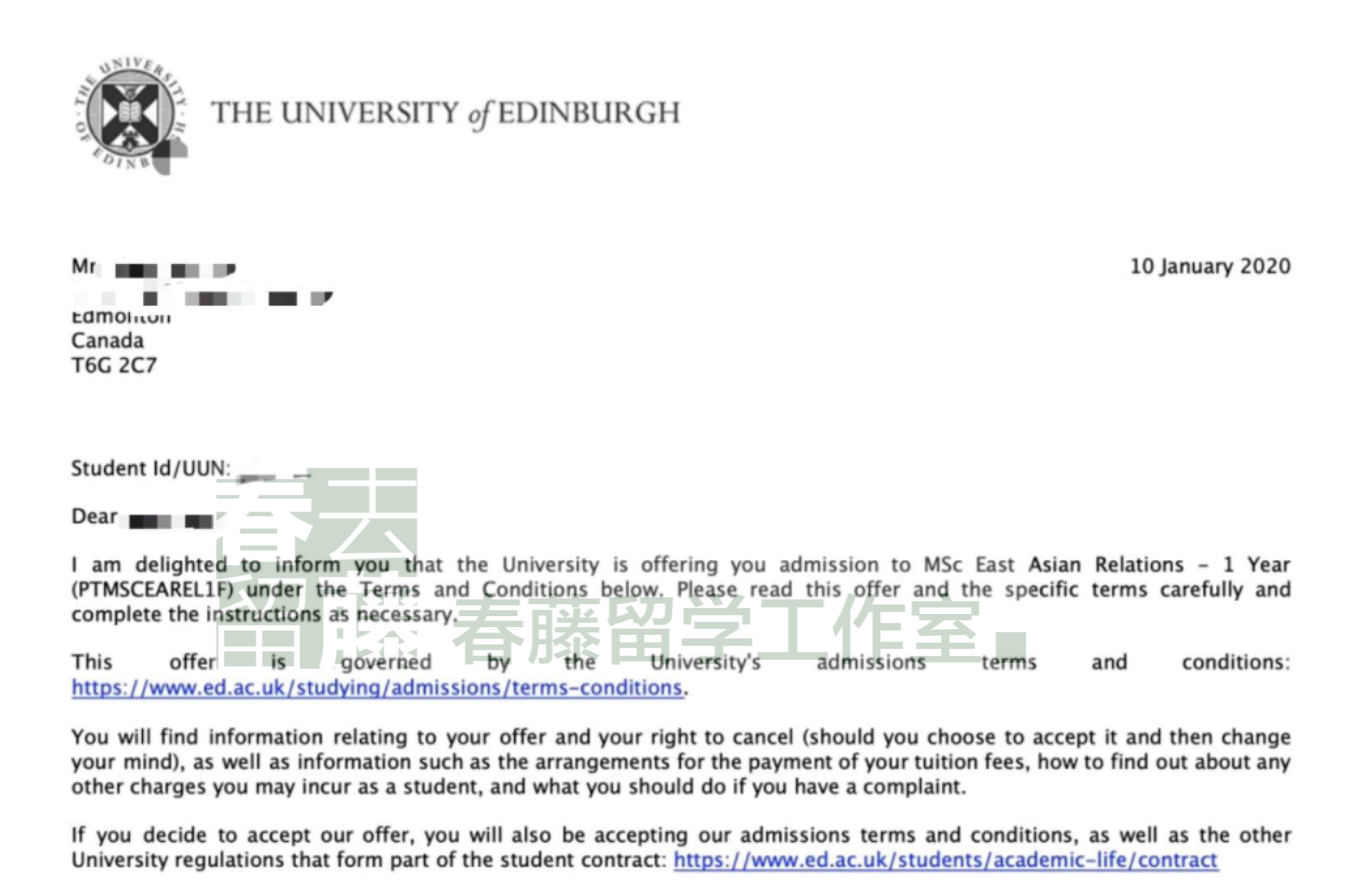 THE UNIVERSITY OF EDINBURGH
THE UNIVERSITY of EDINBURGH
Mr
10 January 2020
Edmonton
Canada
T6G 2C7
Student Id/UUN:
Dear
I am delighted to inform you that the University is offering you admission to MSc East Asian Relations – 1 Year
(PTMSCEAREL1F) under the Terms and Conditions below. Please read this offer and the specific terms carefully and
complete the instructions as necessary.
This offer is governed by the University's admissions terms and conditions:
https://www.ed.ac.uk/studying/admissions/terms-conditions.
You will find information relating to your offer and your right to cancel (should you choose to accept it and then change
your mind), as well as information such as the arrangements for the payment of your tuition fees, how to find out about any
other charges you may incur as a student, and what you should do if you have a complaint.
If you decide to accept our offer, you will also be accepting our admissions terms and conditions, as well as the other
University regulations that form part of the student contract: https://www.ed.ac.uk/students/academic-life/contract
春去
留藤
春藤留学工作室